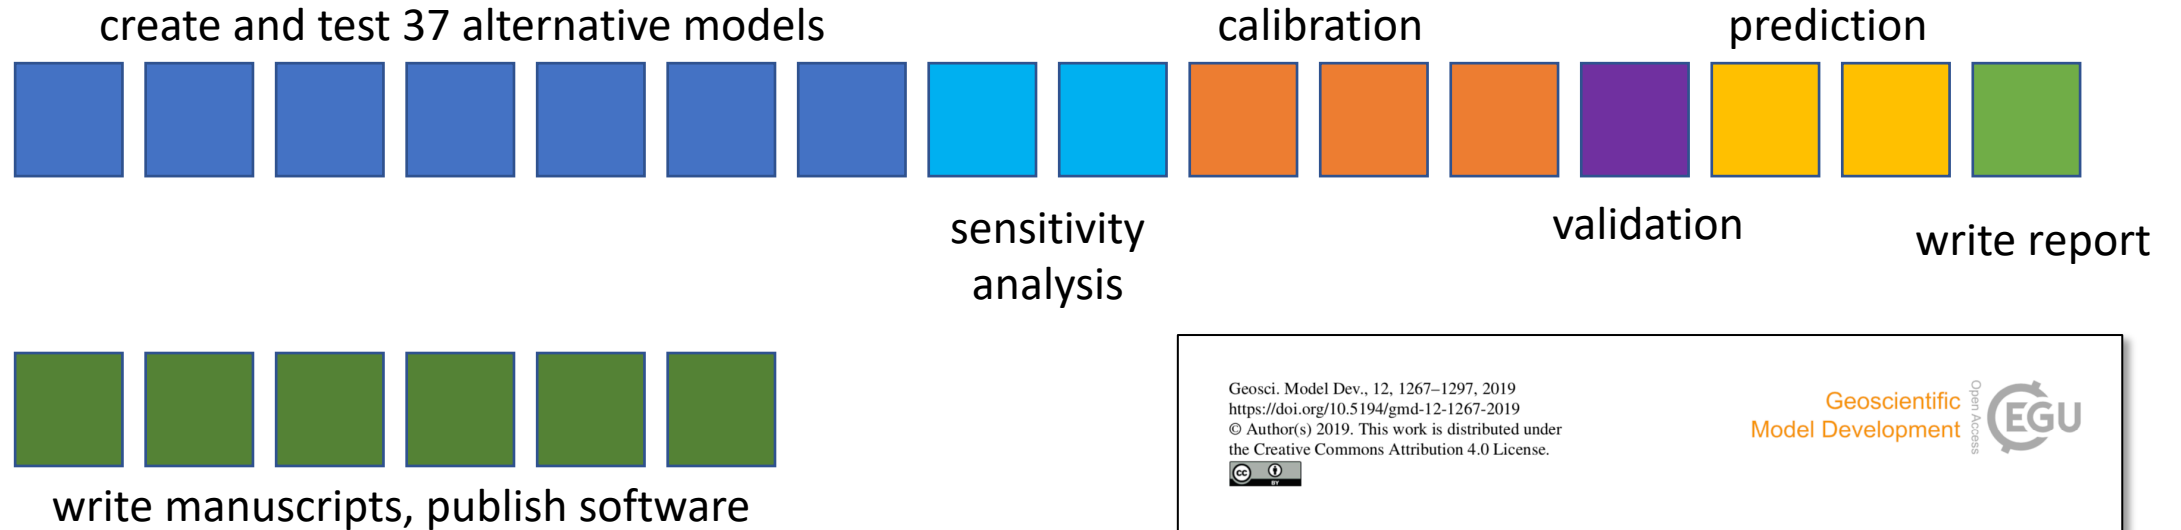 create and test 37 alternative models
calibration
prediction
sensitivity
analysis
validation
write report
write manuscripts, publish software
Geosci. Model Dev., 12, 1267–1297, 2019
https://doi.org/10.5194/gmd-12-1267-2019
© Author(s) 2019. This work is distributed under
the Creative Commons Attribution 4.0 License.
cc
BY
Geoscientific
Model Development
Open Access
EGU